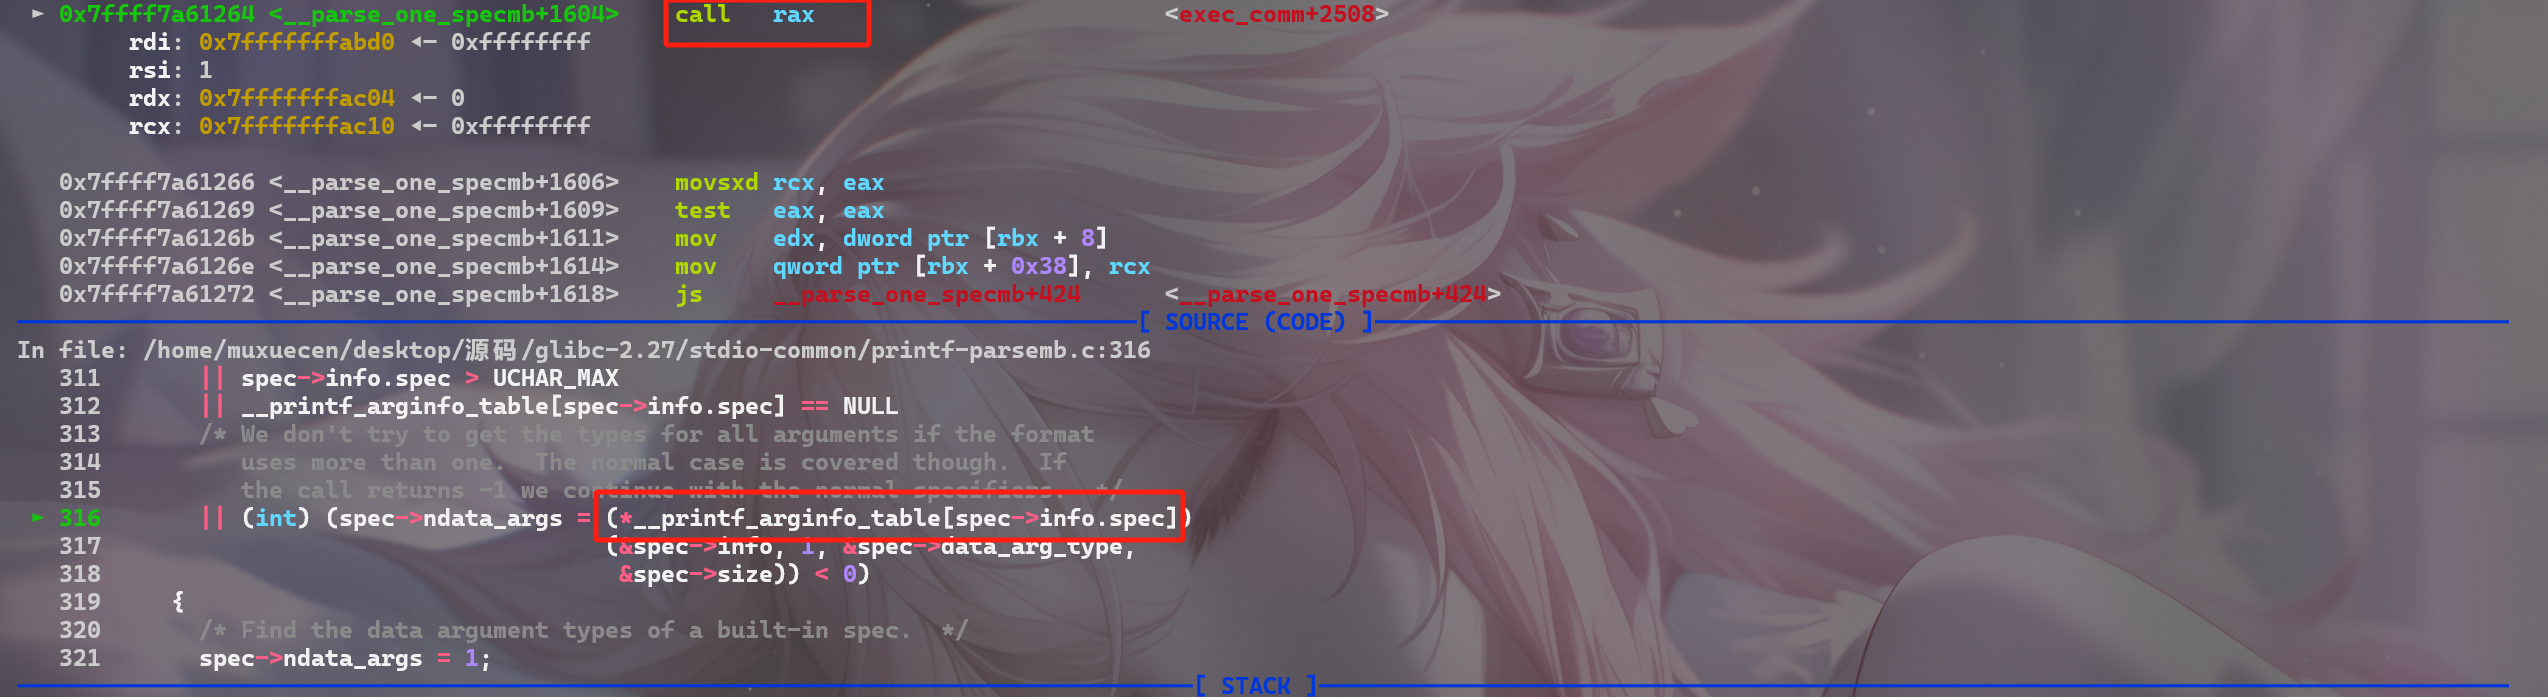 ► 0x7ffff7a61264 <__parse_one_specmb+1604>    call   rax                         <exec_comm+2508>
rdi: 0x7fffffffabd0 ◂— 0xffffffff
rsi: 1
rdx: 0x7fffffffac04 ◂— 0
rcx: 0x7fffffffac10 ◂— 0xffffffff
0x7ffff7a61266 <__parse_one_specmb+1606>    movsxd rcx, eax
0x7ffff7a61269 <__parse_one_specmb+1609>    test   eax, eax
0x7ffff7a6126b <__parse_one_specmb+1611>    mov    edx, dword ptr [rbx + 8]
0x7ffff7a6126e <__parse_one_specmb+1614>    mov    qword ptr [rbx + 0x38], rcx
0x7ffff7a61272 <__parse_one_specmb+1618>    js     __parse_one_specmb+424      <__parse_one_specmb+424>
[ SOURCE (CODE) ]
In file: /home/muxuecen/desktop/源码/glibc-2.27/stdio-common/printf-parsemb.c:316
311       || spec->info.spec > UCHAR_MAX
312       || __printf_arginfo_table[spec->info.spec] == NULL
313       /* We don't try to get the types for all arguments if the format
314          uses more than one.  The normal case is covered though.  If
315          the call returns -1 we continue with the normal specifiers.  */
► 316       || (int) (spec->ndata_args = (*__printf_arginfo_table[spec->info.spec])
317                                    (&spec->info, 1, &spec->data_arg_type,
318                                     &spec->size)) < 0)
319     {
320       /* Find the data argument types of a built-in spec.  */
321       spec->ndata_args = 1;
[ STACK ]